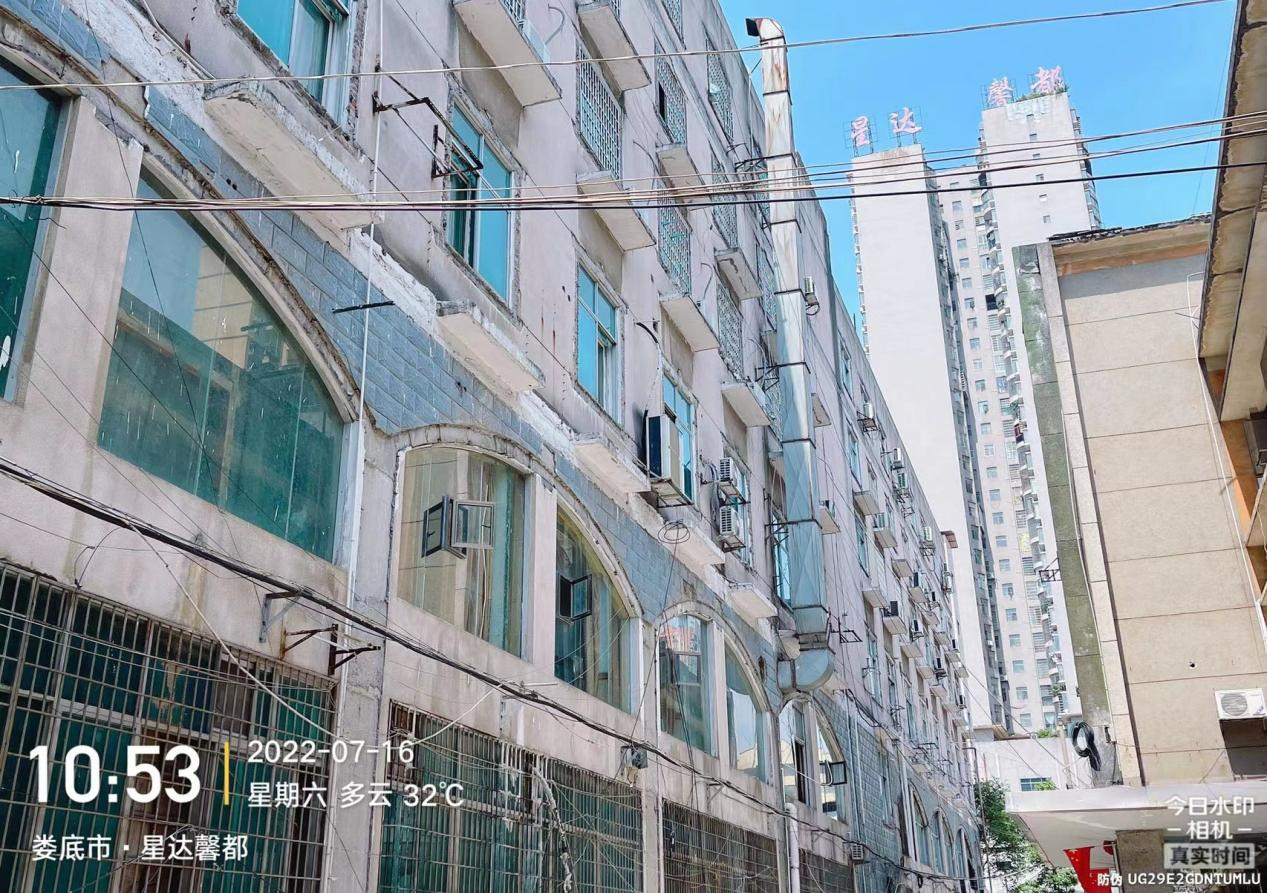 星达
馨都
10:53
2022-07-16
星期六 多云 32℃
娄底市·星达馨都
今日水印
相机
真实时间
防伪 UG29E2GDNTUMLU